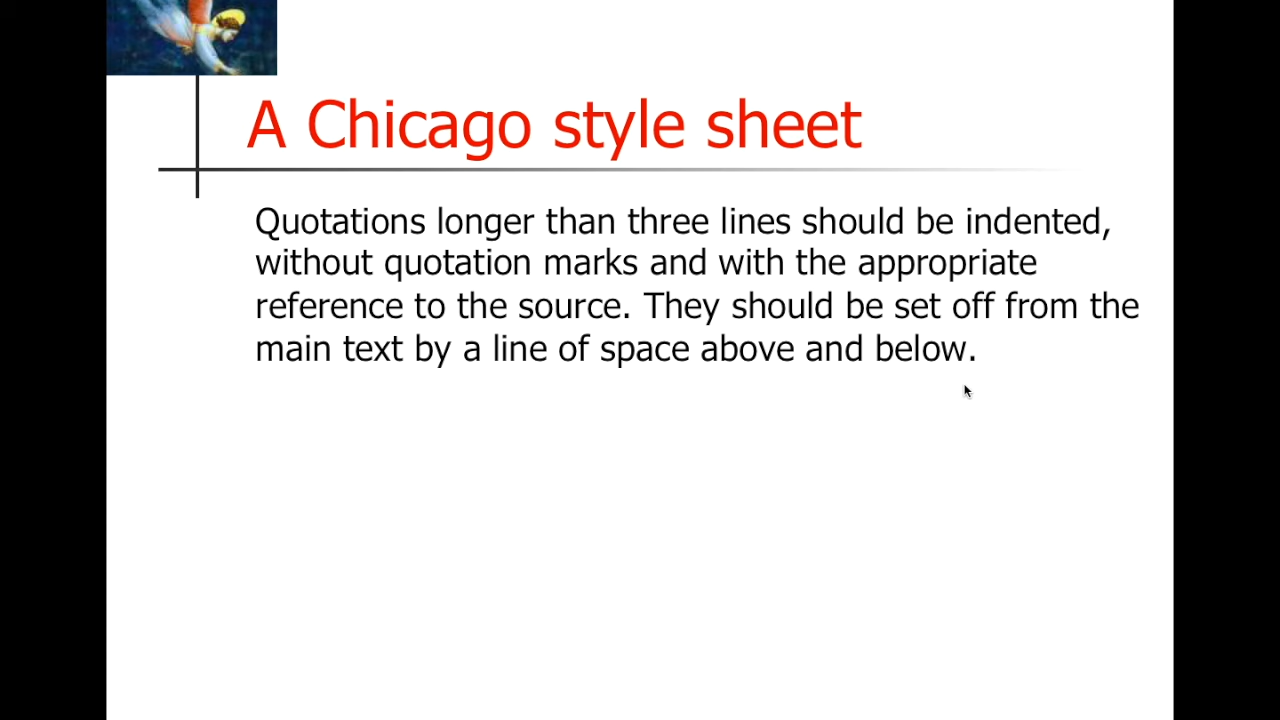 A Chicago style sheet
Quotations longer than three lines should be indented,
without quotation marks and with the appropriate
reference to the source. They should be set off from the
main text by a line of space above and below.